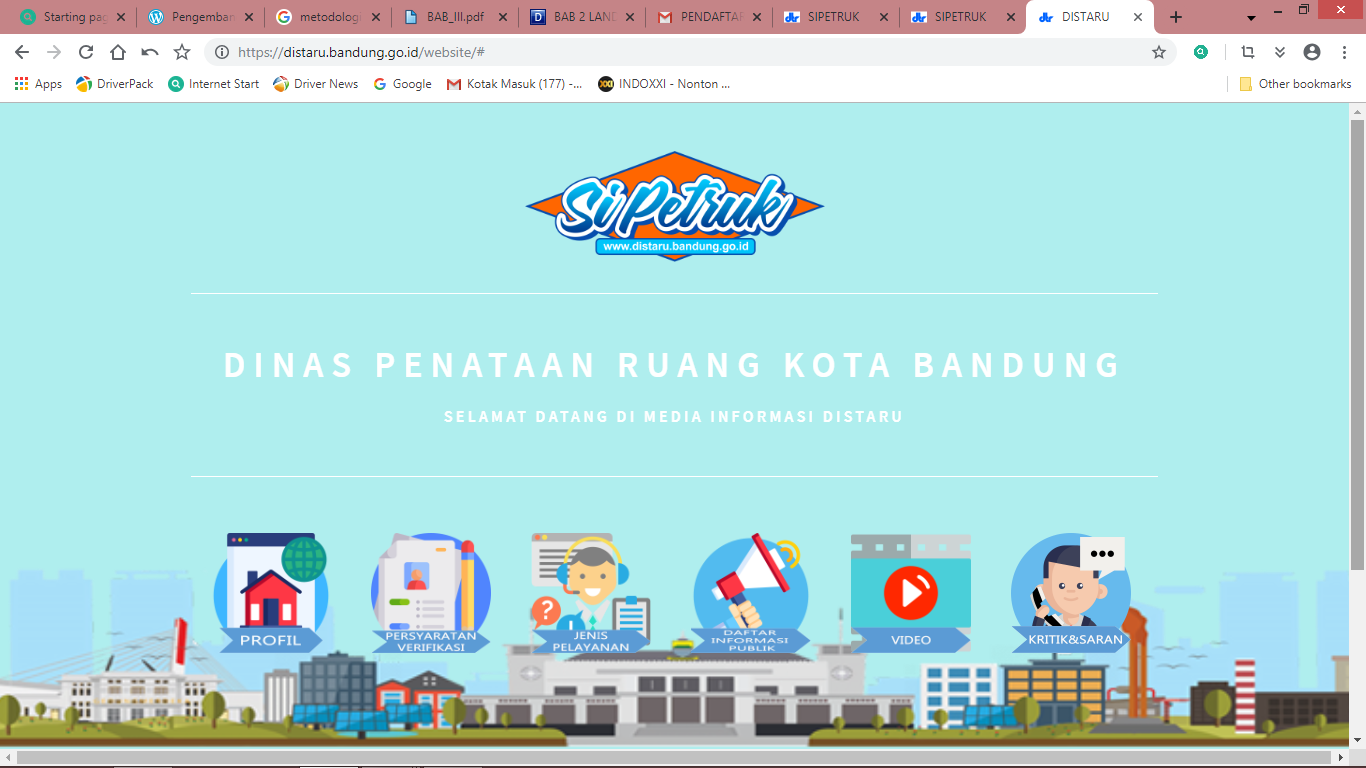 Starting pag
Pengemban
metodologi
BAB_III.pdf
BAB 2 LAND
PENDAFTAR
SIPETRUK
SIPETRUK
DISTARU
https://distaru.bandung.go.id/website/#
Apps
DriverPack
Internet Start
Driver News
Google
Kotak Masuk (177) -...
INDOXXI - Nonton ...
Other bookmarks
Si Petruk
www.distaru.bandung.go.id
DINAS PENATAAN RUANG KOTA BANDUNG
SELAMAT DATANG DI MEDIA INFORMASI DISTARU
PROFIL
PERSYARATAN
VERIFIKASI
JENIS
PELAYANAN
DAFTAR
INFORMASI
PUBLIK
VIDEO
KRITIK&SARAN